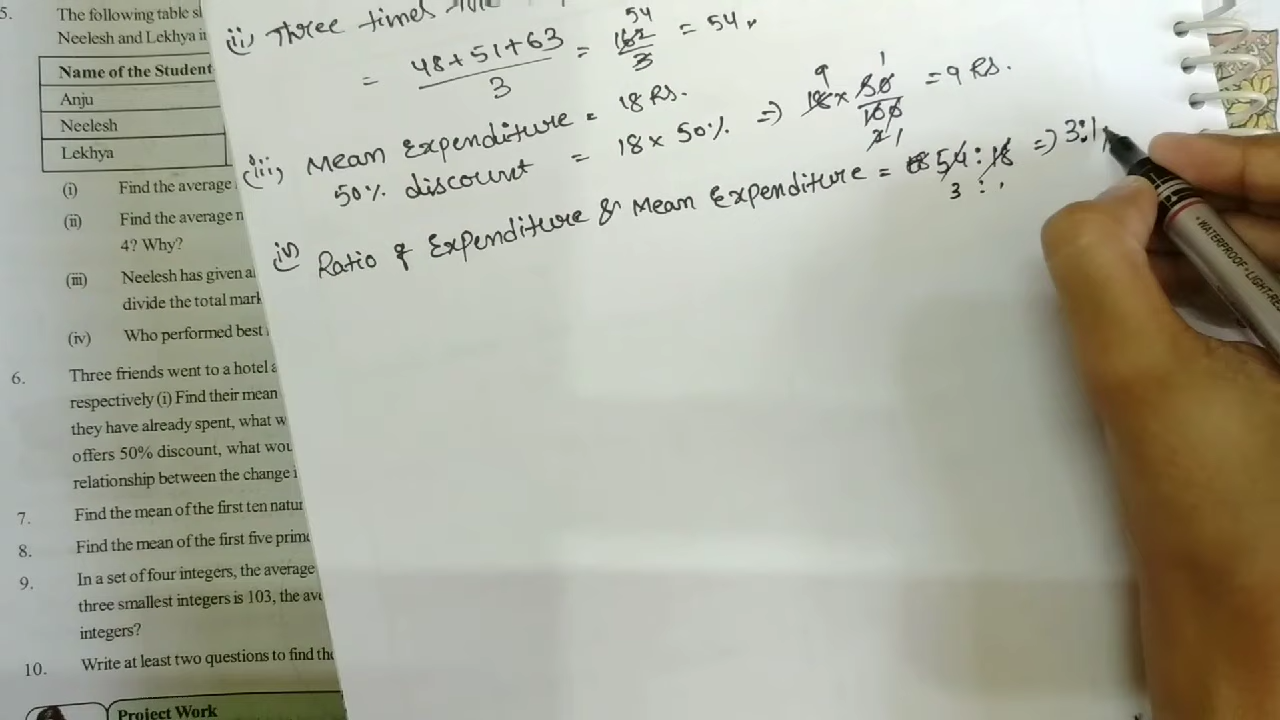 5. The following table
Neelesh and Lekhya
Name of the Student
Anju
Neelesh
Lekhya
(i) Find the average
(ii) Find the average
4? Why?
(iii) Neelesh has given
divide the total
(iv) Who performed best
6. Three friends went to a hotel
respectively (i) Find their mean
they have already spent, what
offers 50% discount, what
relationship between the change
7. Find the mean of the first ten
8. Find the mean of the first five
9. In a set of four integers, the average
three smallest integers is 103, the
integers?
10. Write at least two questions to find
Project Work
ii) Three times
= 48+51+63/3 = 162/3 54 = 54
iii) Mean Expenditure = 18 Rs.
50% discount = 18 x 50% => 18 x 50/100 9 1 2 1 = 9 Rs.
iv) Ratio of Expenditure & Mean Expenditure = 54:18 => 3:1
3 :
WATERPROOF · LIGHT-RES